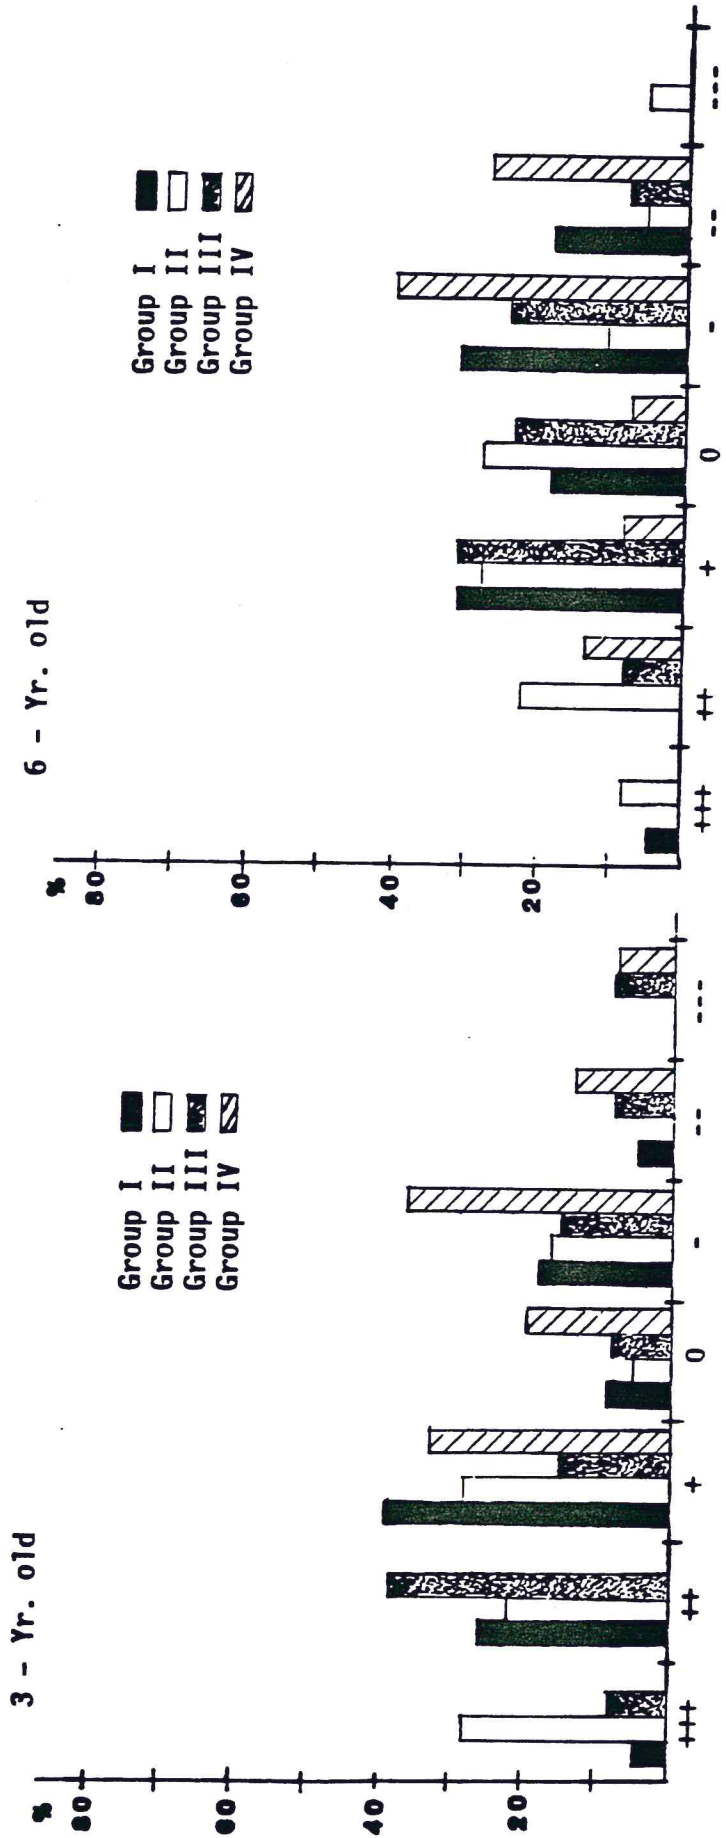 3 - Yr. old
%
80
60
40
20
Group I
Group II
Group III
Group IV
+++
++
+
0
-
--
---
6 - Yr. old
%
80
60
40
20
Group I
Group II
Group III
Group IV
+++
++
+
0
-
--
---